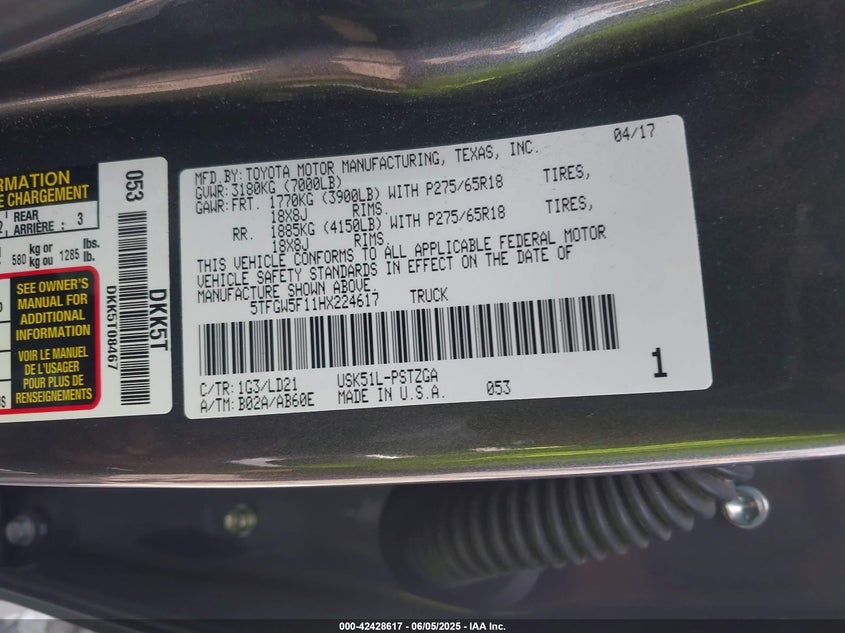 RMATION
E CHARGEMENT
REAR
ARRIÈRE : 3
580 kg or
kg ou 1285 lbs.
lb.
SEE OWNER'S
MANUAL FOR
ADDITIONAL
INFORMATION
VOIR LE MANUEL
DE L'USAGER
POUR PLUS DE
RENSEIGNEMENTS
053
DKK5T08467
DKK5T
04/17
MFD.BY:TOYOTA MOTOR MANUFACTURING, TEXAS, INC.
GVWR:3180KG (7000LB)
GAWR:FRT. 1770KG (3900LB) WITH P275/65R18 TIRES,
18X8J RIMS.
RR. 1885KG (4150LB) WITH P275/65R18 TIRES,
18X8J RIMS.
THIS VEHICLE CONFORMS TO ALL APPLICABLE FEDERAL MOTOR
VEHICLE SAFETY STANDARDS IN EFFECT ON THE DATE OF
MANUFACTURE SHOWN ABOVE.
5TFGW5F11HX224617 TRUCK
C/TR:1G3/LD21 USK51L-PSTZGA
A/TM:B02A/AB60E MADE IN U.S.A. 053
1
000-42428617 - 06/05/2025 - IAA Inc.